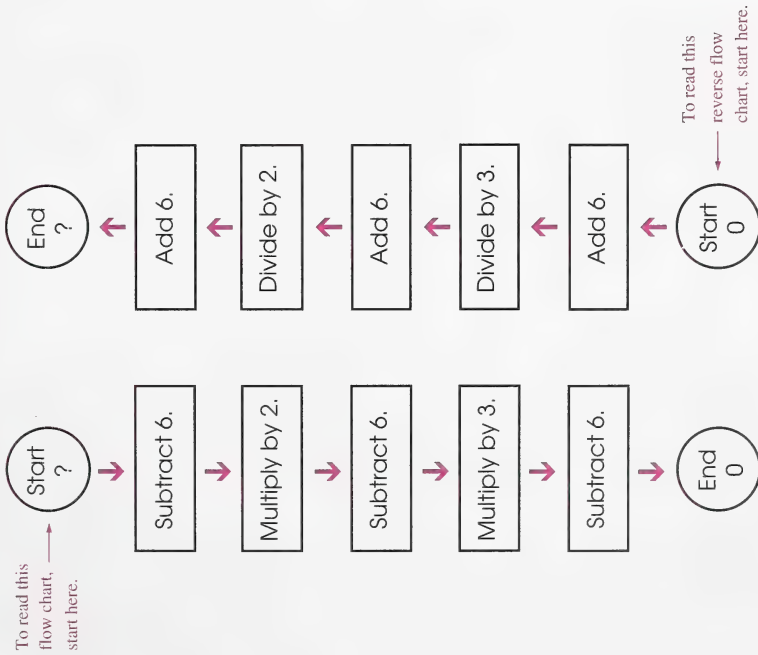 To read this
flow chart,
start here.
Start
?
Subtract 6.
Multiply by 2.
Subtract 6.
Multiply by 3.
Subtract 6.
End
0
End
?
Add 6.
Divide by 2.
Add 6.
Divide by 3.
Add 6.
Start
0
To read this
reverse flow
chart, start here.